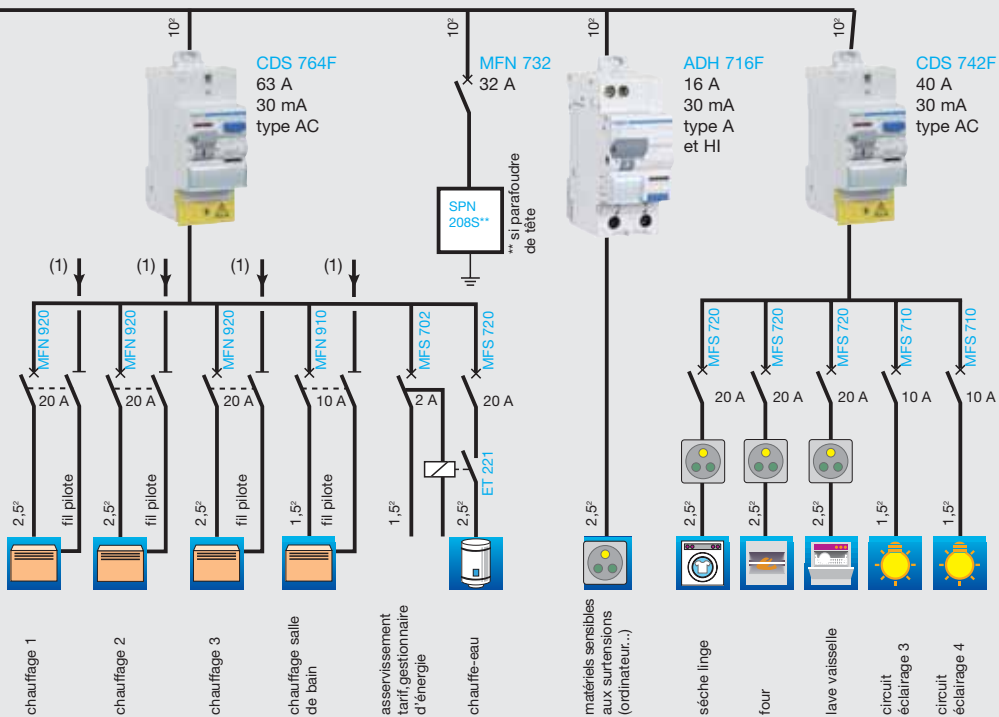 10²
10²
10²
10²
CDS 764F
63 A
30 mA
type AC
MFN 732
32 A
ADH 716F
16 A
30 mA
type A
et HI
CDS 742F
40 A
30 mA
type AC
SPN
208S**
** si parafoudre
de tête
(1)
(1)
(1)
(1)
MFN 920
MFN 920
MFN 920
MFN 910
MFS 702
MFS 720
MFS 720
MFS 720
MFS 720
MFS 710
MFS 710
20 A
20 A
20 A
10 A
2 A
20 A
20 A
20 A
20 A
10 A
10 A
ET 221
2,5²
fil pilote
2,5²
fil pilote
2,5²
fil pilote
1,5²
fil pilote
1,5²
2,5²
2,5²
2,5²
2,5²
2,5²
1,5²
1,5²
chauffage 1
chauffage 2
chauffage 3
chauffage salle
de bain
asservissement
tarif,gestionnaire
d'énergie
chauffe-eau
matériels sensibles
aux surtensions
(ordinateur...)
séche linge
four
lave vaisselle
circuit
éclairage 3
circuit
éclairage 4